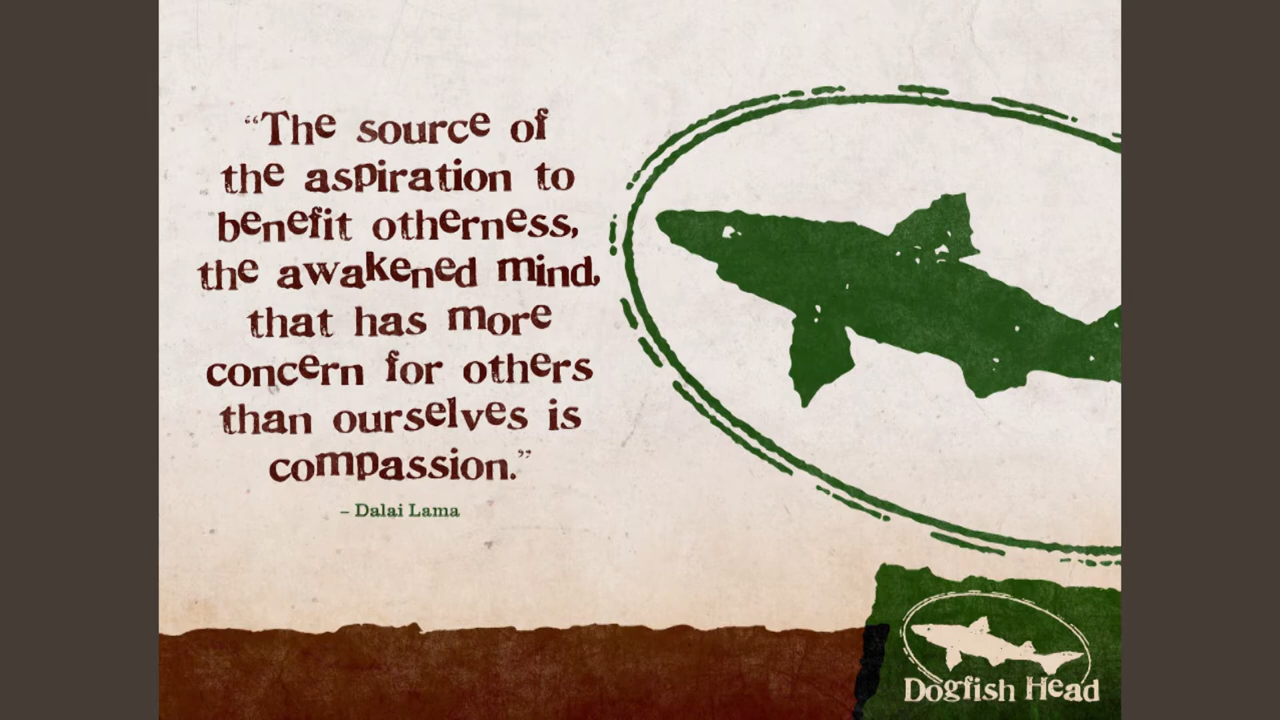 “The source of
the aspiration to
benefit otherness,
the awakened mind,
that has more
concern for others
than ourselves is
compassion.”
– Dalai Lama
Dogfish Head